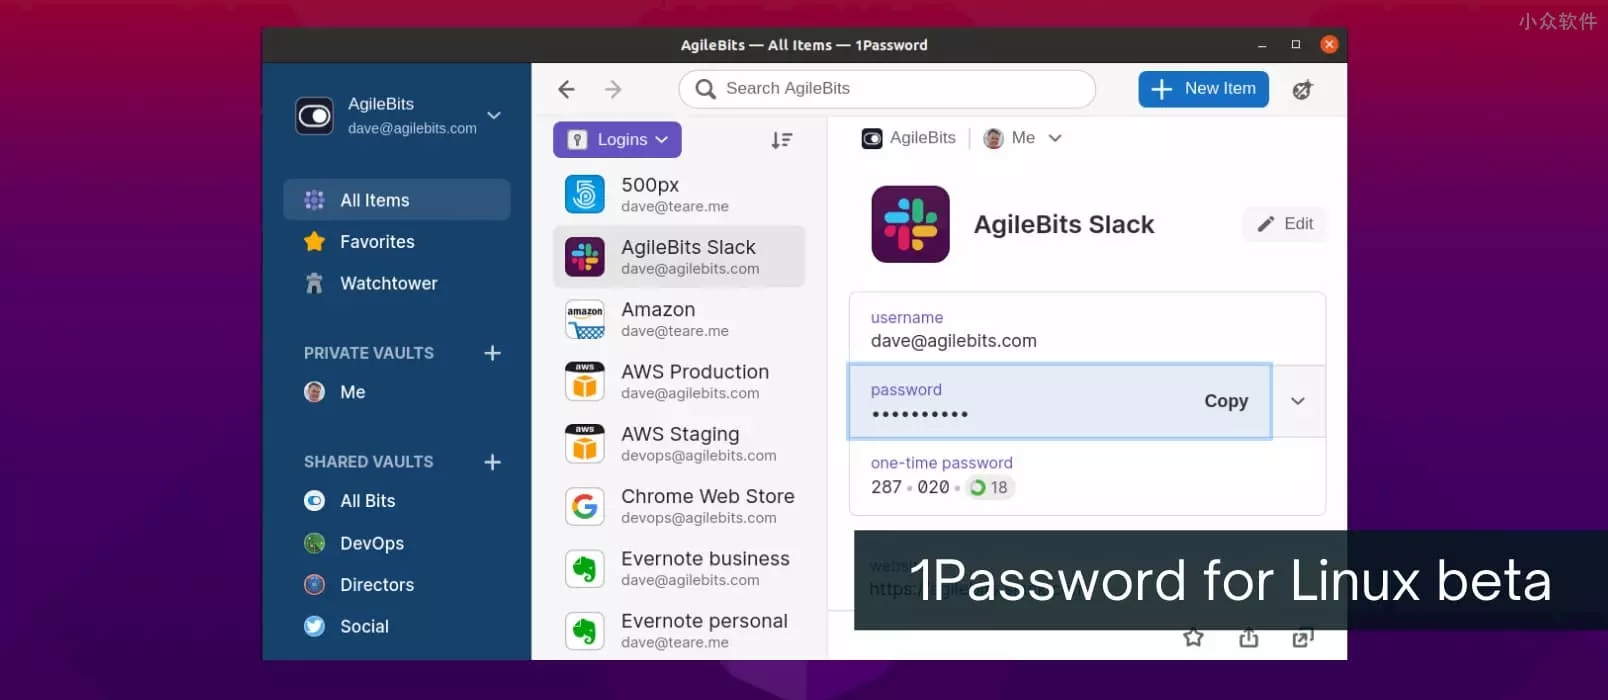 小众软件
AgileBits — All Items — 1Password
AgileBits
dave@agilebits.com
All Items
Favorites
Watchtower
PRIVATE VAULTS
Me
SHARED VAULTS
All Bits
DevOps
Directors
Social
Search AgileBits
New Item
Logins
500px
dave@teare.me
AgileBits Slack
dave@agilebits.com
amazon
Amazon
dave@teare.me
aws
AWS Production
dave@agilebits.com
aws
AWS Staging
devops@agilebits.com
Chrome Web Store
devops@agilebits.com
Evernote business
dave@agilebits.com
Evernote personal
dave@teare.me
AgileBits
Me
AgileBits Slack
Edit
username
dave@agilebits.com
password
••••••••••
Copy
one-time password
287 • 020 • 18
1Password for Linux beta